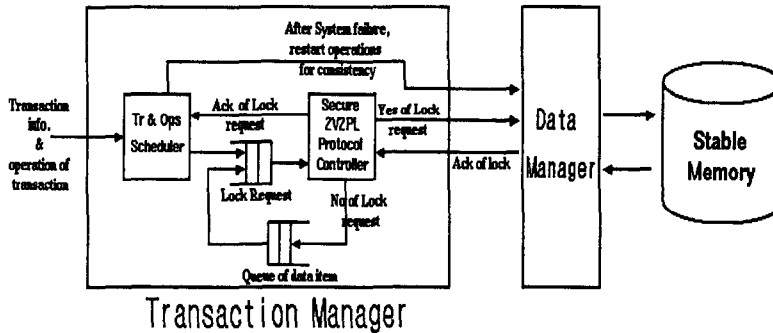 After System failure,
restart operations
for consistency
Transaction
info.
&
operation of
transaction
Tr & Ops
Scheduler
Ack of Lock
request
Secure
2V2PL
Protocol
Controller
Yes of Lock
request
Ack of lock
Lock Request
No of Lock
request
Queue of data item
Data
Manager
Stable
Memory
Transaction Manager